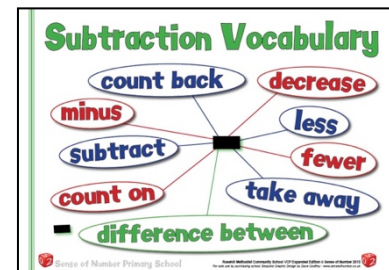 Subtraction Vocabulary
count back
decrease
minus
less
subtract
fewer
count on
take away
difference between
Sense of Number Primary School